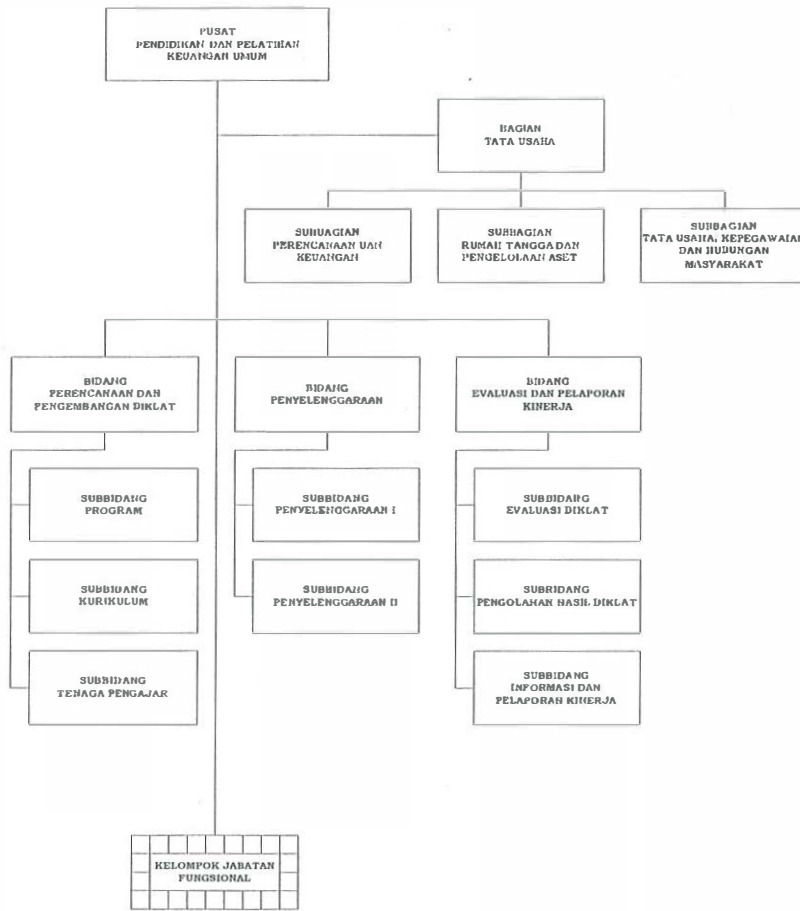 PUSAT
PENDIDIKAN DAN PELATIHAN
KEUANGAN UMUM
BAGIAN
TATA USAHA
SUBBAGIAN
PERENCANAAN DAN
KEUANGAN
SUBBAGIAN
RUMAH TANGGA DAN
PENGELOLAAN ASET
SUBBAGIAN
TATA USAHA, KEPEGAWAIAN
DAN HUBUNGAN
MASYARAKAT
BIDANG
PERENCANAAN DAN
PENGEMBANGAN DIKLAT
BIDANG
PENYELENGGARAAN
BIDANG
EVALUASI DAN PELAPORAN
KINERJA
SUBBIDANG
PROGRAM
SUBBIDANG
PENYELENGGARAAN I
SUBBIDANG
EVALUASI DIKLAT
SUBBIDANG
KURIKULUM
SUBBIDANG
PENYELENGGARAAN II
SUBBIDANG
PENGOLAHAN HASIL DIKLAT
SUBBIDANG
TENAGA PENGAJAR
SUBBIDANG
INFORMASI DAN
PELAPORAN KINERJA
KELOMPOK JABATAN
FUNGSIONAL